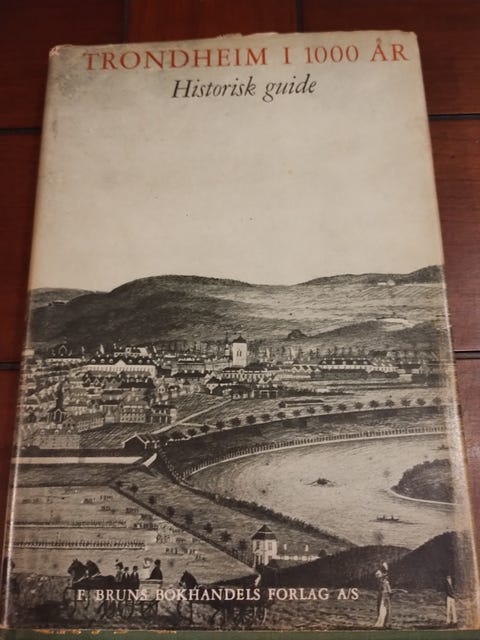 TRONDHEIM I 1000 ÅR
Historisk guide
F. BRUNS BOKHANDELS FORLAG A/S